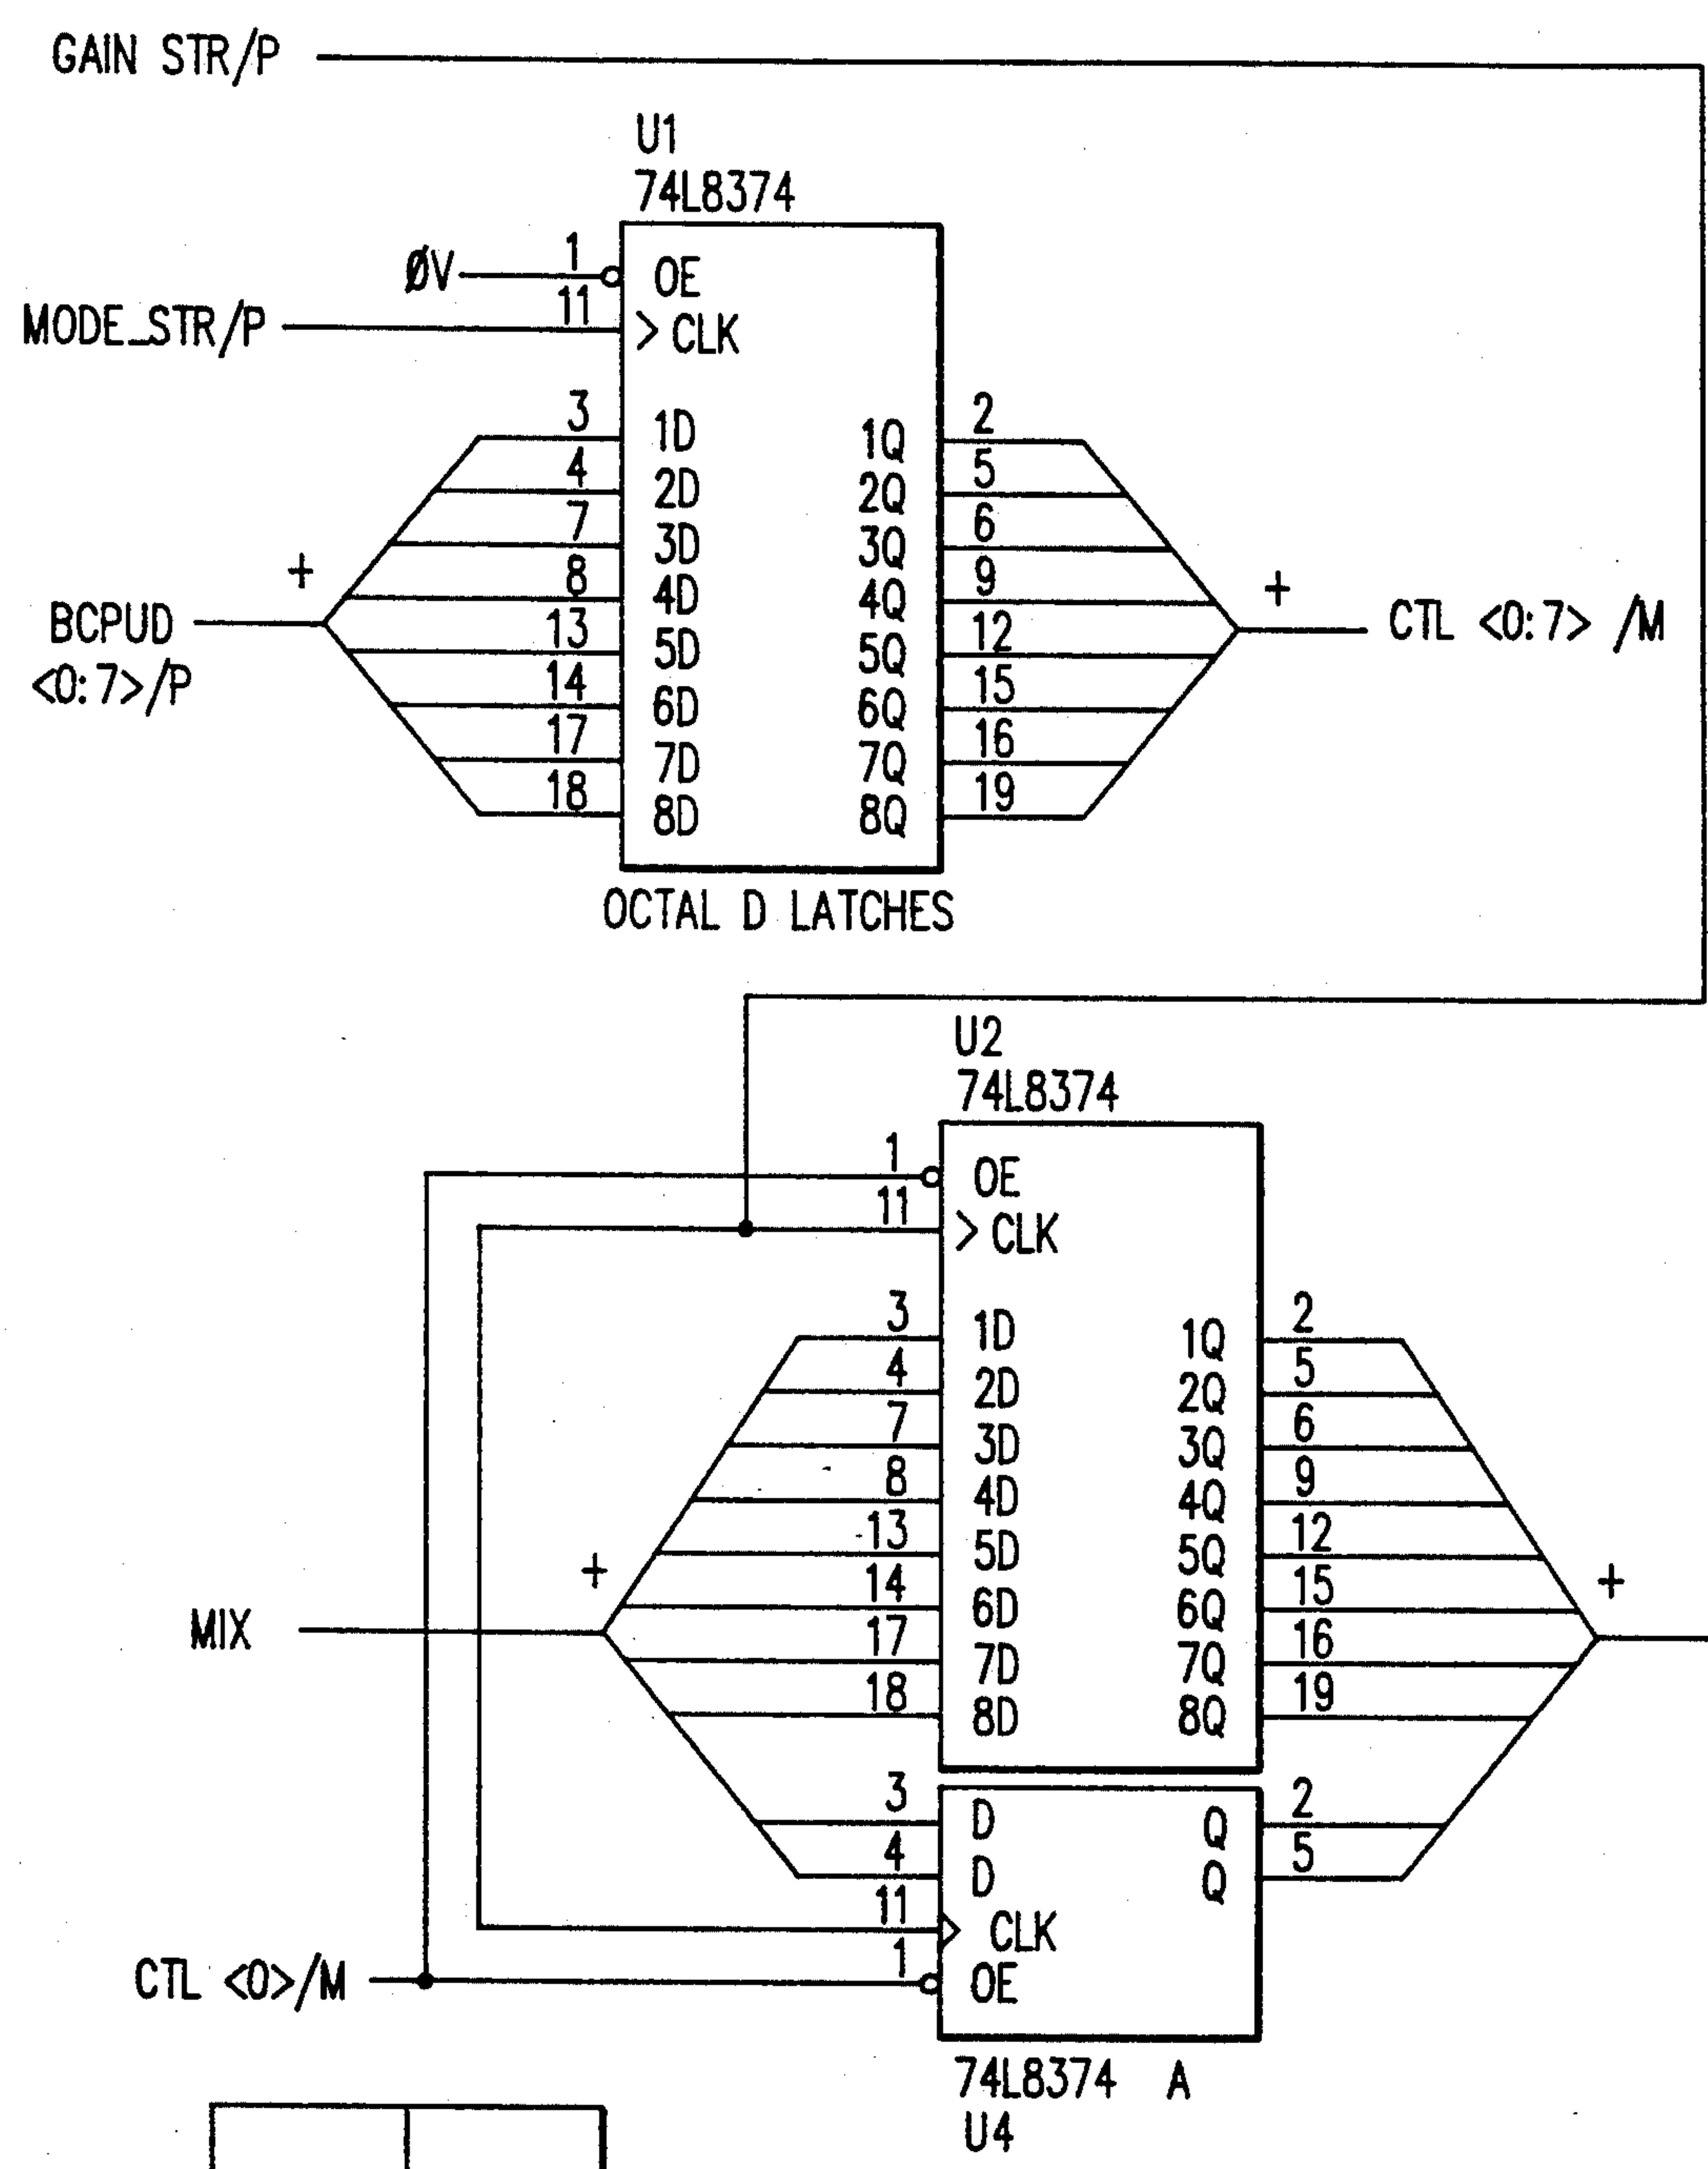 GAIN STR/P
U1
74L8374
ØV
1
OE
MODE_STR/P
11
> CLK
3
1D
1Q
2
4
2D
2Q
5
7
3D
3Q
6
+
8
4D
4Q
9
+
BCPUD
<0:7>/P
13
5D
5Q
12
CTL <0:7> /M
14
6D
6Q
15
17
7D
7Q
16
18
8D
8Q
19
OCTAL D LATCHES
U2
74L8374
1
OE
11
> CLK
3
1D
1Q
2
4
2D
2Q
5
7
3D
3Q
6
8
4D
4Q
9
13
5D
5Q
12
+
14
6D
6Q
15
+
MIX
17
7D
7Q
16
18
8D
8Q
19
3
D
Q
2
4
D
Q
5
11
CLK
CTL <0>/M
1
OE
74L8374 A
U4